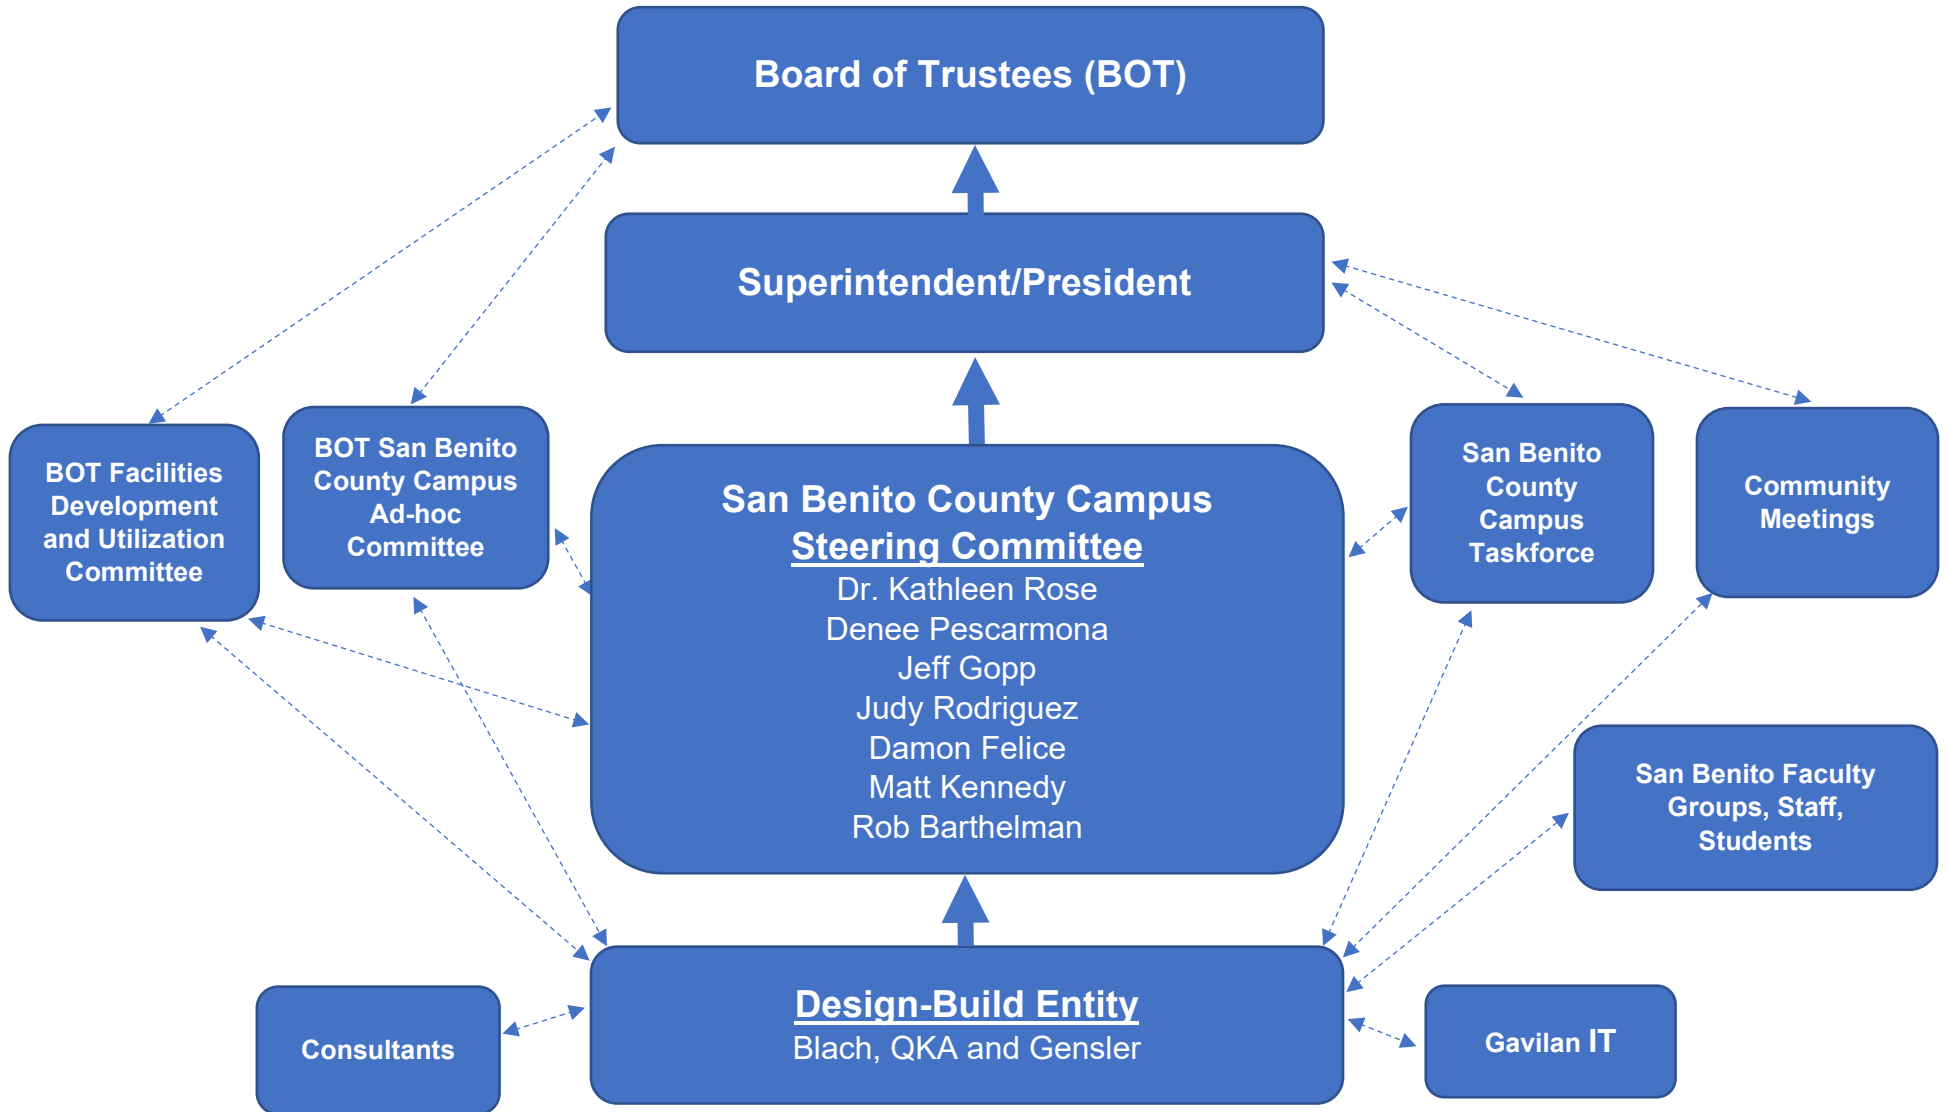 Board of Trustees (BOT)
Superintendent/President
BOT Facilities
Development
and Utilization
Committee
BOT San Benito
County Campus
Ad-hoc
Committee
San Benito County Campus
Steering Committee
Dr. Kathleen Rose
Denee Pescarmona
Jeff Gopp
Judy Rodriguez
Damon Felice
Matt Kennedy
Rob Barthelman
San Benito
County
Campus
Taskforce
Community
Meetings
San Benito Faculty
Groups, Staff,
Students
Consultants
Design-Build Entity
Blach, QKA and Gensler
Gavilan IT